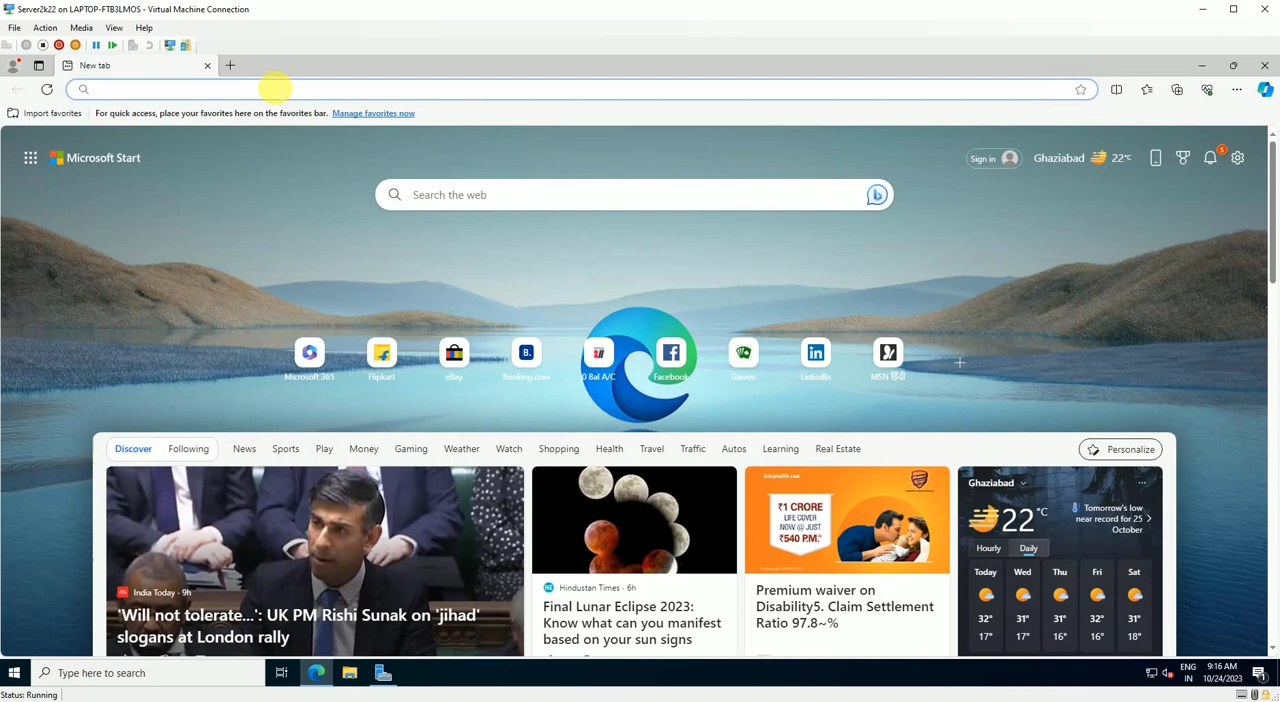 Server2k22 on LAPTOP-FTB3LMOS - Virtual Machine Connection
File Action Media View Help
New tab
Import favorites For quick access, place your favorites here on the favorites bar. Manage favorites now
Microsoft Start
Sign in Ghaziabad 22°C 5
Search the web
Microsoft 365 Flipkart eBay Booking.com 0 Bal A/C Facebook Games LinkedIn MSN हिंदी
Discover Following News Sports Play Money Gaming Weather Watch Shopping Health Travel Traffic Autos Learning Real Estate Personalize
India Today · 9h
'Will not tolerate...': UK PM Rishi Sunak on 'jihad'
slogans at London rally
Hindustan Times · 6h
Final Lunar Eclipse 2023:
Know what can you manifest
based on your sun signs
₹1 CRORE
LIFE COVER
NOW @ JUST
₹540 P.M.
Premium waiver on
Disability5. Claim Settlement
Ratio 97.8~%
Ghaziabad
22°C
Tomorrow's low
near record for 25
October
Hourly Daily
Today Wed Thu Fri Sat
32° 31° 31° 31° 31°
17° 17° 16° 16° 18°
Type here to search
ENG
IN
9:16 AM
10/24/2023
1
Status: Running